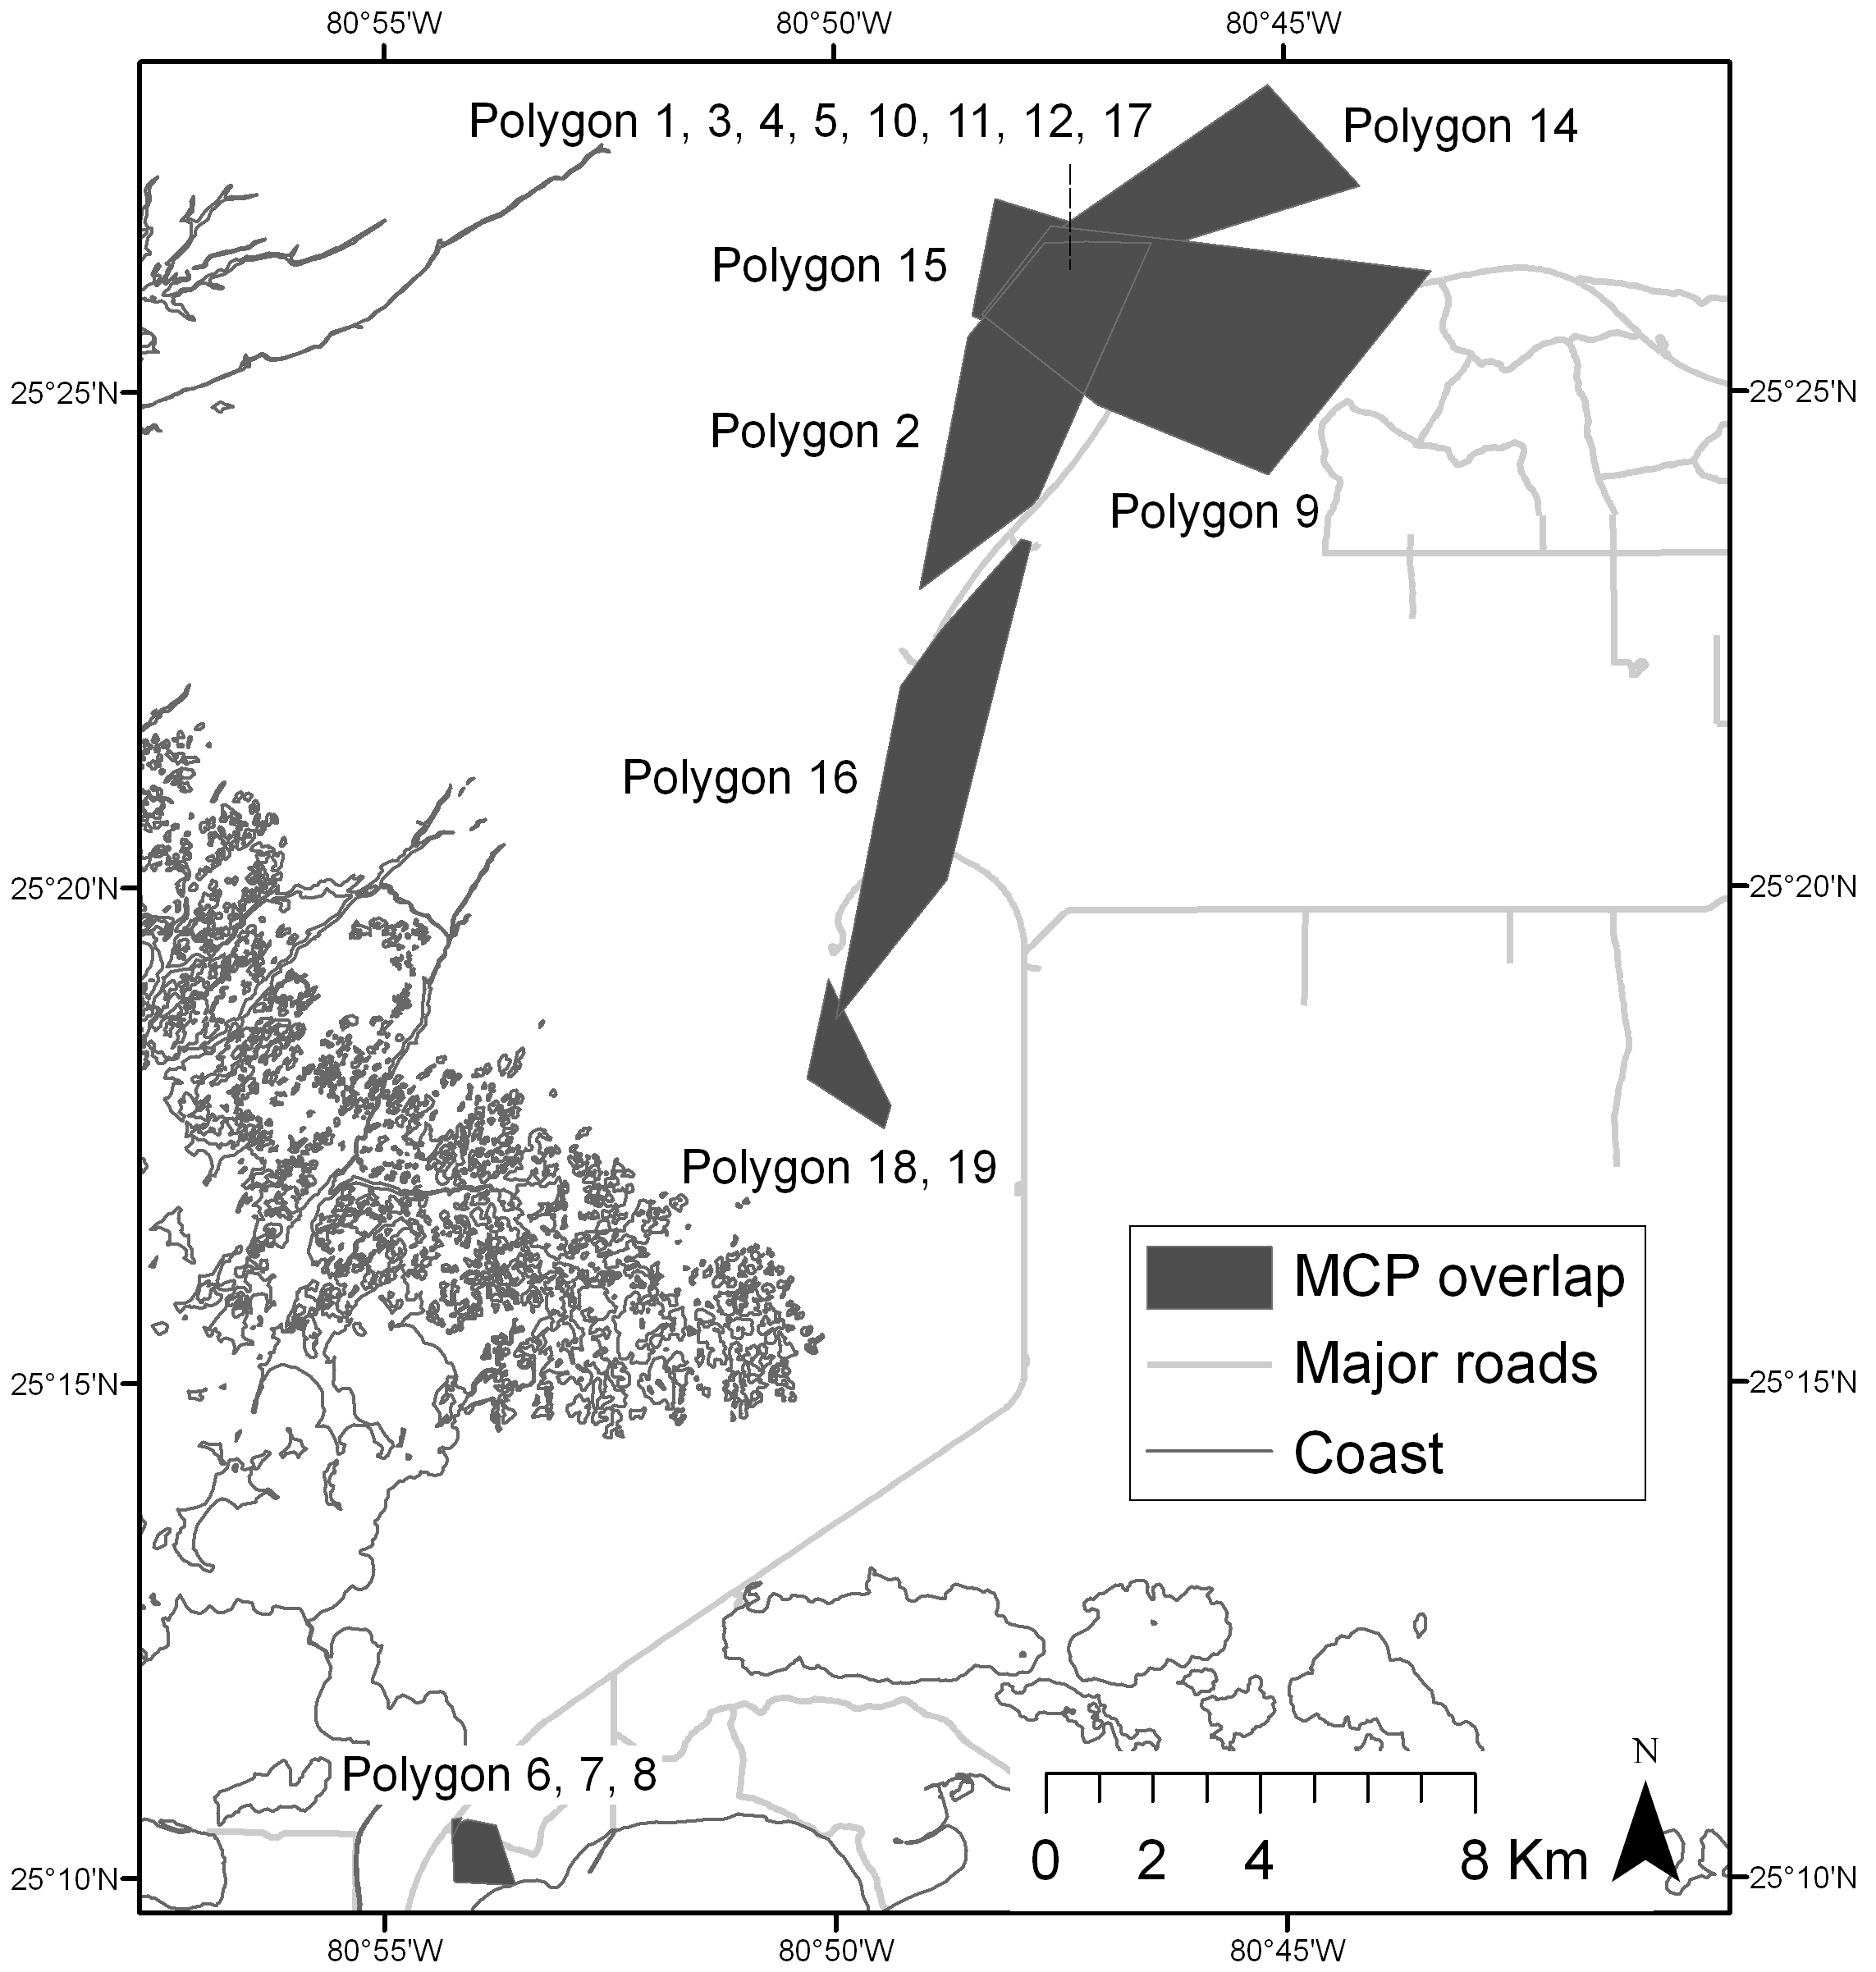 80°55'W 80°50'W 80°45'W
Polygon 1, 3, 4, 5, 10, 11, 12, 17
Polygon 14
Polygon 15
25°25'N 25°25'N
Polygon 2
Polygon 9
Polygon 16
25°20'N 25°20'N
Polygon 18, 19
MCP overlap
Major roads
Coast
25°15'N 25°15'N
Polygon 6, 7, 8
N
0 2 4 8 Km
25°10'N 25°10'N
80°55'W 80°50'W 80°45'W